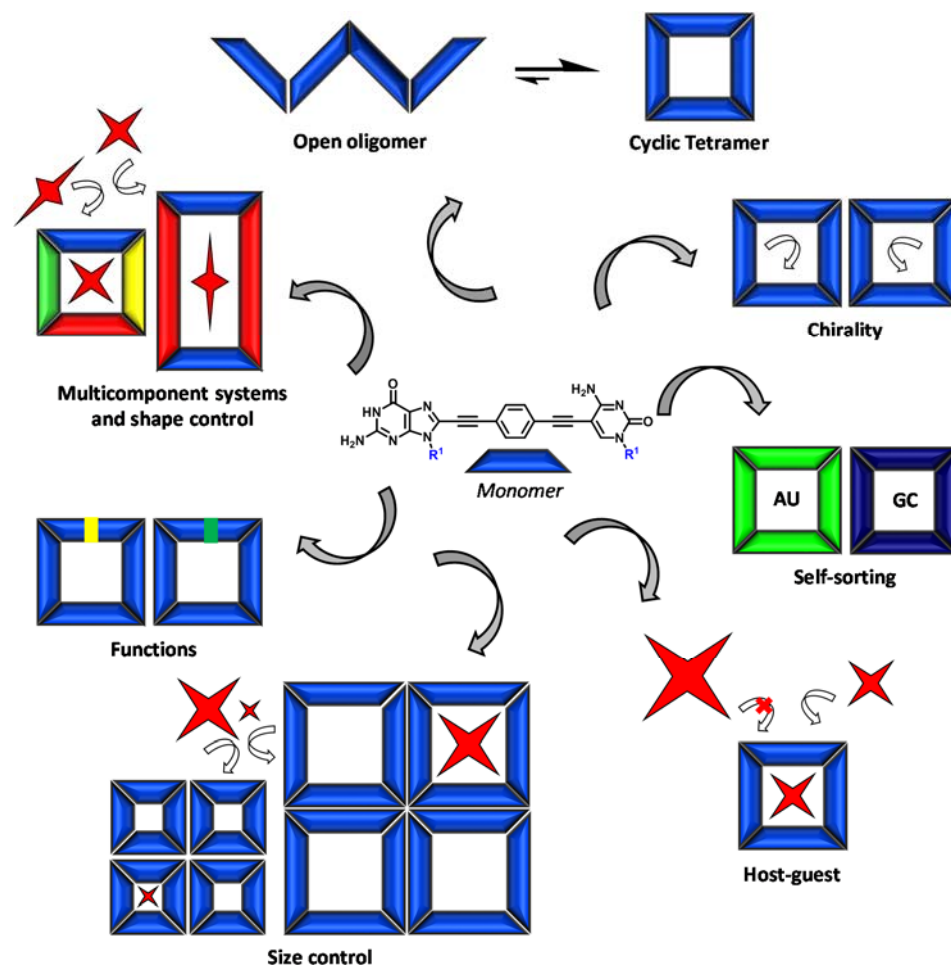 Open oligomer
Cyclic Tetramer
Chirality
Multicomponent systems
and shape control
O
HN
N
H₂N
N
N
R¹
NH₂
N
O
N
R¹
Monomer
AU
GC
Self-sorting
Functions
Host-guest
Size control